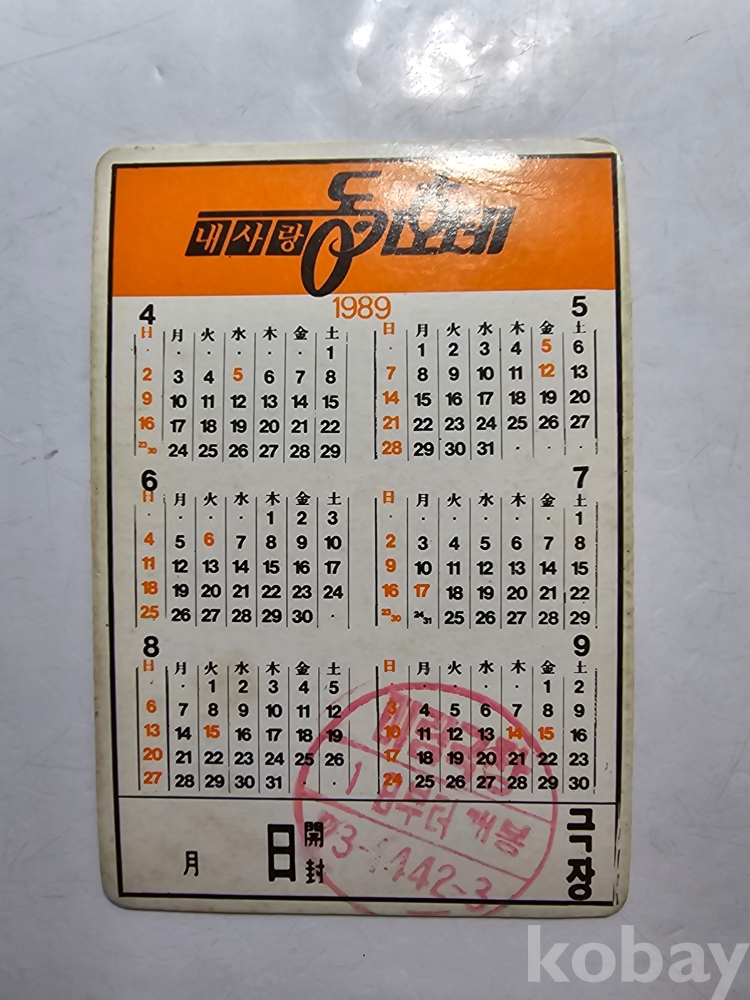 내사랑 동키호테
1989
4
日 月 火 水 木 金 土
· · · · · · 1
2 3 4 5 6 7 8
9 10 11 12 13 14 15
16 17 18 19 20 21 22
23 30 24 25 26 27 28 29
5
日 月 火 水 木 金 土
· 1 2 3 4 5 6
7 8 9 10 11 12 13
14 15 16 17 18 19 20
21 22 23 24 25 26 27
28 29 30 31 · · ·
6
日 月 火 水 木 金 土
· · · · 1 2 3
4 5 6 7 8 9 10
11 12 13 14 15 16 17
18 19 20 21 22 23 24
25 26 27 28 29 30 ·
7
日 月 火 水 木 金 土
· · · · · · 1
2 3 4 5 6 7 8
9 10 11 12 13 14 15
16 17 18 19 20 21 22
23 30 24 31 25 26 27 28 29
8
日 月 火 水 木 金 土
· · 1 2 3 4 5
6 7 8 9 10 11 12
13 14 15 16 17 18 19
20 21 22 23 24 25 26
27 28 29 30 31 · ·
9
日 月 火 水 木 金 土
· · · · · 1 2
3 4 5 6 7 8 9
10 11 12 13 14 15 16
17 18 19 20 21 22 23
24 25 26 27 28 29 30
月 日 開封 극장
개봉
kobay